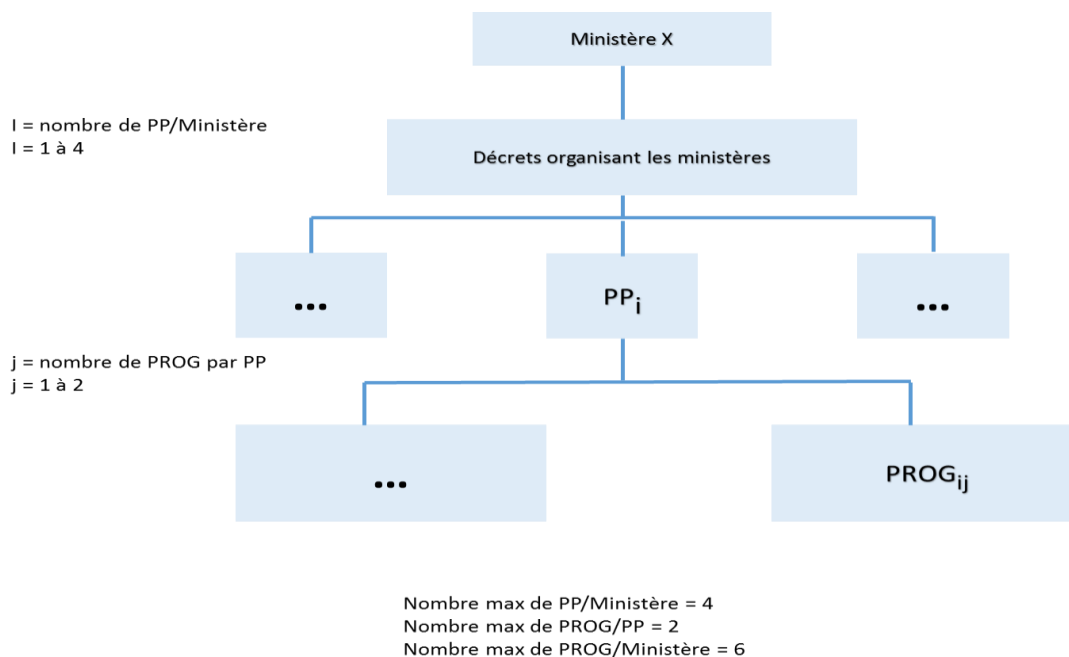 Ministère X
I = nombre de PP/Ministère
I = 1 à 4
Décrets organisant les ministères
...
PPi
...
j = nombre de PROG par PP
j = 1 à 2
...
PROGij
Nombre max de PP/Ministère = 4
Nombre max de PROG/PP = 2
Nombre max de PROG/Ministère = 6